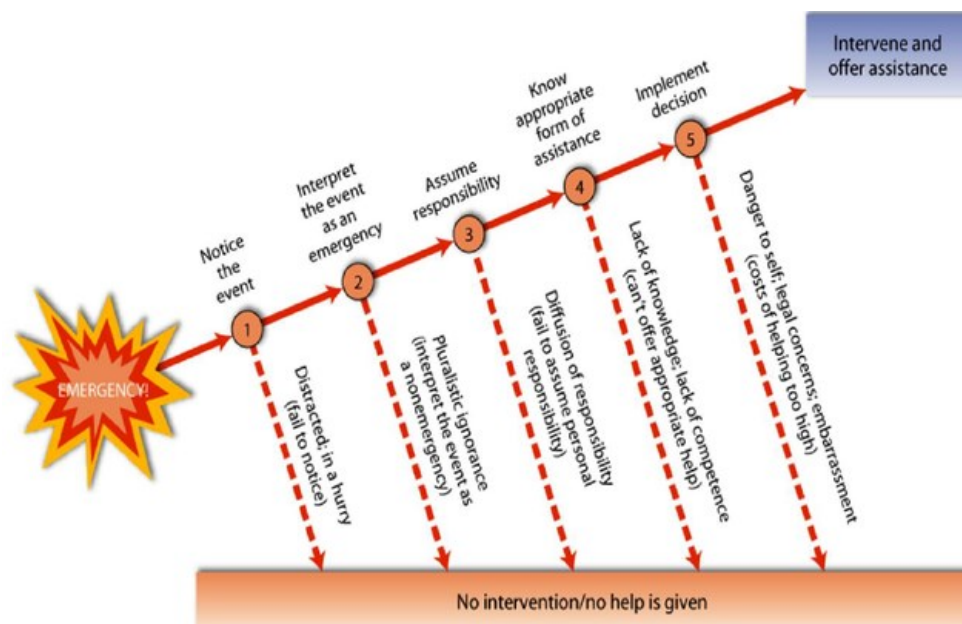 Intervene and
offer assistance
Implement
decision
Know
appropriate
form of
assistance
Assume
responsibility
Interpret
the event
as an
emergency
Notice
the
event
EMERGENCY!
1
2
3
4
5
Distracted; in a hurry
(fail to notice)
Pluralistic ignorance
(interpret the event as
a nonemergency)
Diffusion of responsibility
(fail to assume personal
responsibility)
Lack of knowledge; lack of competence
(can't offer appropriate help)
Danger to self; legal concerns; embarrassment
(costs of helping too high)
No intervention/no help is given